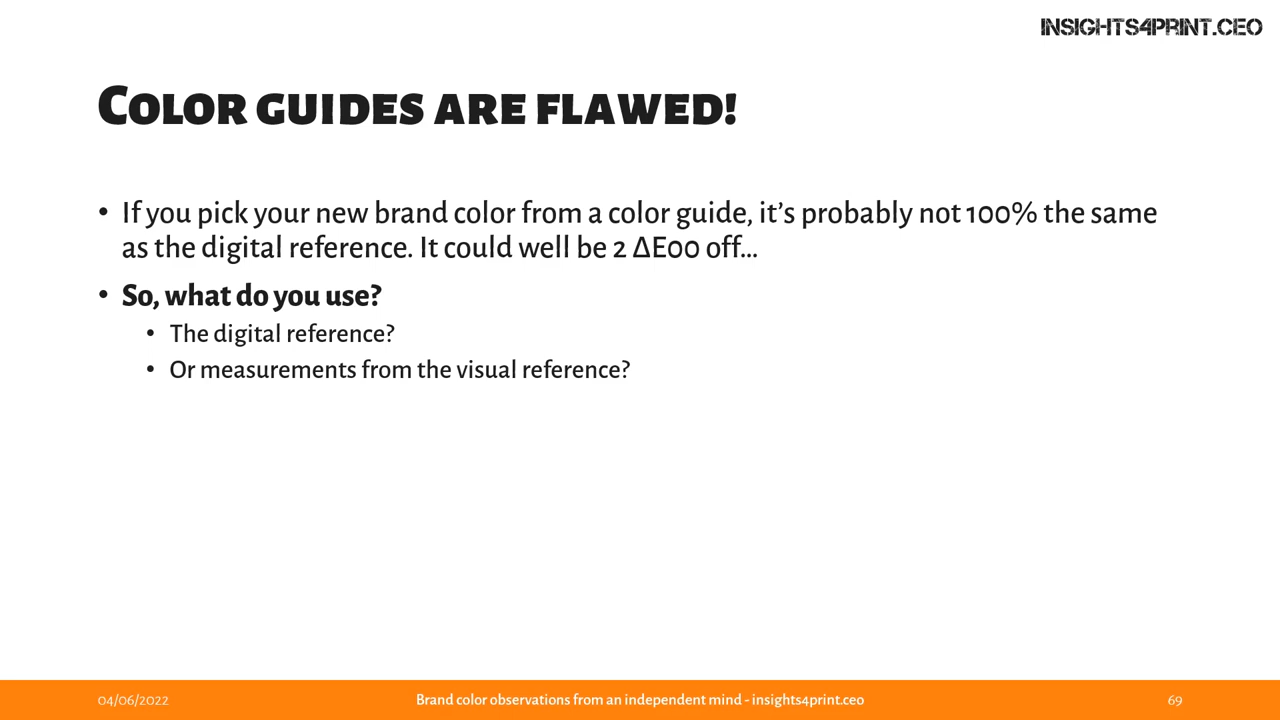 INSIGHTS4PRINT.CEO
Color guides are flawed!
• If you pick your new brand color from a color guide, it’s probably not 100% the same
as the digital reference. It could well be 2 ΔE00 off…
• So, what do you use?
• The digital reference?
• Or measurements from the visual reference?
04/06/2022
Brand color observations from an independent mind - insights4print.ceo
69